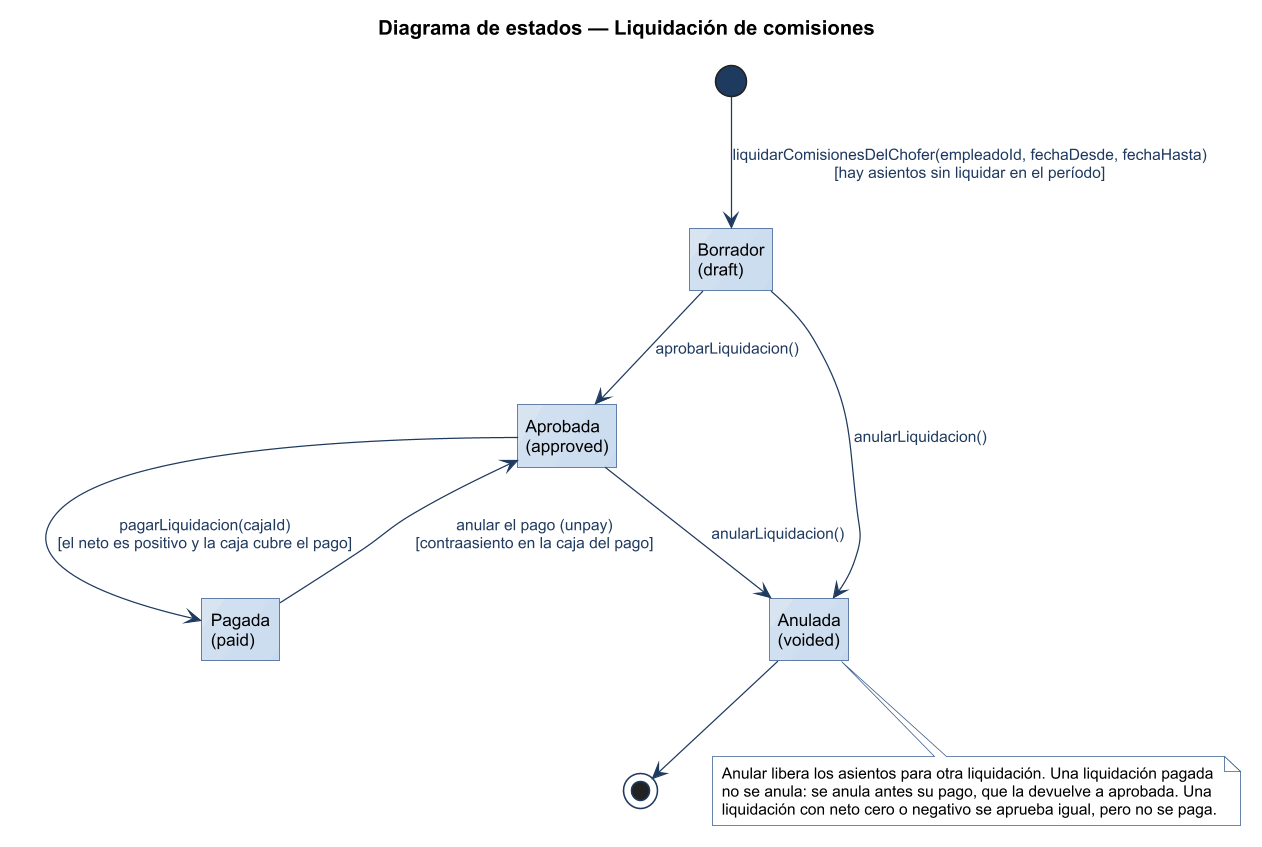 Diagrama de estados — Liquidación de comisiones
liquidarComisionesDelChofer(empleadoId, fechaDesde, fechaHasta)
[hay asientos sin liquidar en el período]
Borrador
(draft)
aprobarLiquidacion()
Aprobada
(approved)
anularLiquidacion()
pagarLiquidacion(cajaId)
[el neto es positivo y la caja cubre el pago]
anular el pago (unpay)
[contraasiento en la caja del pago]
anularLiquidacion()
Pagada
(paid)
Anulada
(voided)
Anular libera los asientos para otra liquidación. Una liquidación pagada
no se anula: se anula antes su pago, que la devuelve a aprobada. Una
liquidación con neto cero o negativo se aprueba igual, pero no se paga.